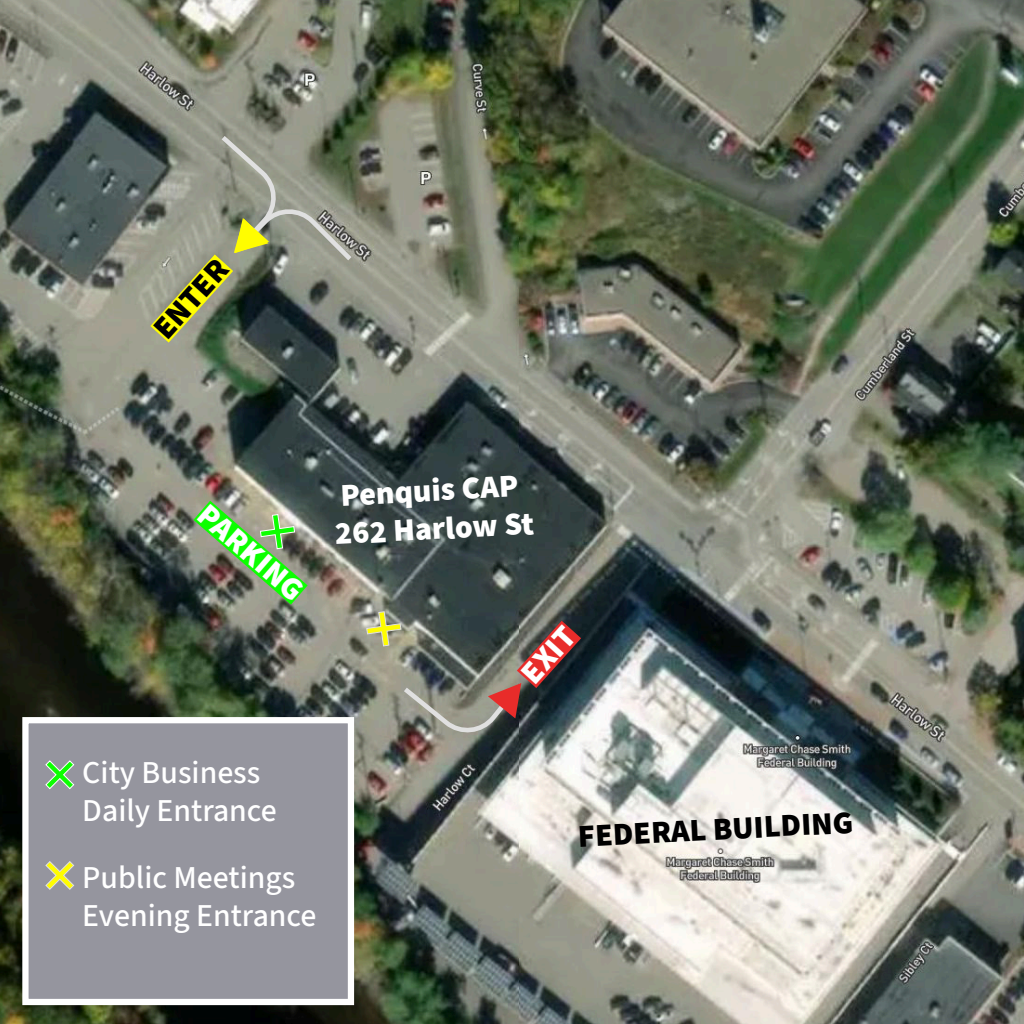 Harlow St
P
Curve St
P
Cumb
Harlow St
ENTER
Cumberland St
Penquis CAP
262 Harlow St
PARKING
EXIT
Harlow St
Margaret Chase Smith
Federal Building
Harlow Ct
FEDERAL BUILDING
Margaret Chase Smith
Federal Building
Sibley Ct
City Business
Daily Entrance
Public Meetings
Evening Entrance